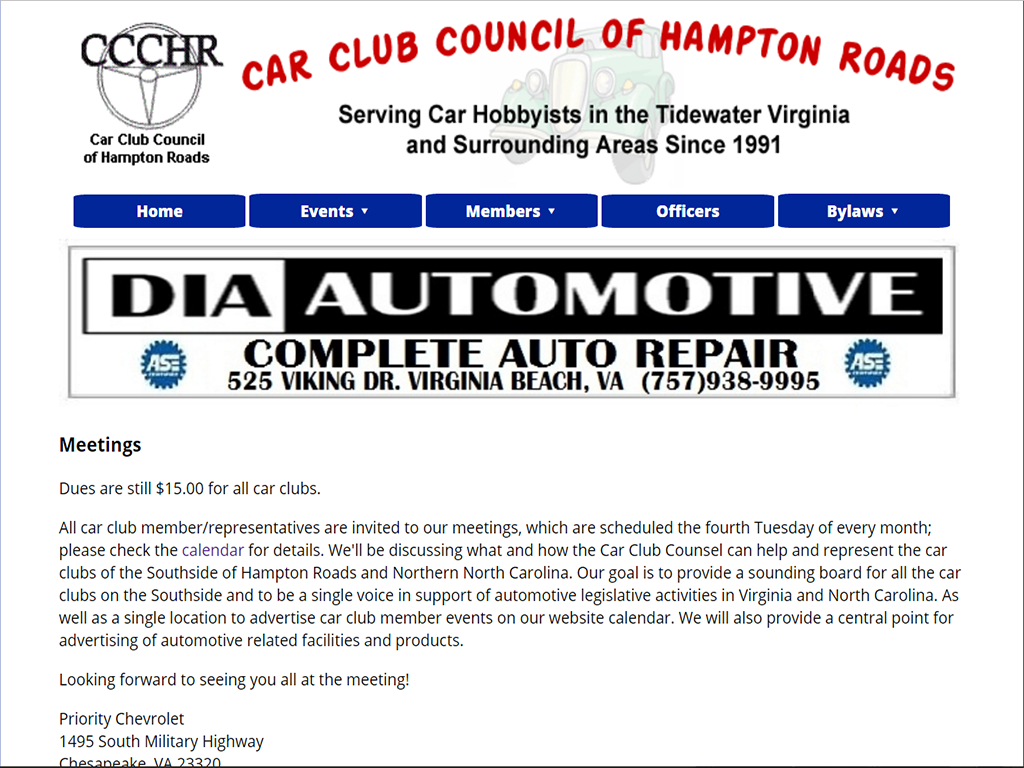 CCCHR
Car Club Council
of Hampton Roads
CAR CLUB COUNCIL OF HAMPTON ROADS
Serving Car Hobbyists in the Tidewater Virginia
and Surrounding Areas Since 1991
Home Events ▼ Members ▼ Officers Bylaws ▼
DIA AUTOMOTIVE
ASE COMPLETE AUTO REPAIR ASE
525 VIKING DR. VIRGINIA BEACH, VA (757)938-9995
Meetings
Dues are still $15.00 for all car clubs.
All car club member/representatives are invited to our meetings, which are scheduled the fourth Tuesday of every month;
please check the calendar for details. We'll be discussing what and how the Car Club Counsel can help and represent the car
clubs of the Southside of Hampton Roads and Northern North Carolina. Our goal is to provide a sounding board for all the car
clubs on the Southside and to be a single voice in support of automotive legislative activities in Virginia and North Carolina. As
well as a single location to advertise car club member events on our website calendar. We will also provide a central point for
advertising of automotive related facilities and products.
Looking forward to seeing you all at the meeting!
Priority Chevrolet
1495 South Military Highway
Chesapeake, VA 23320